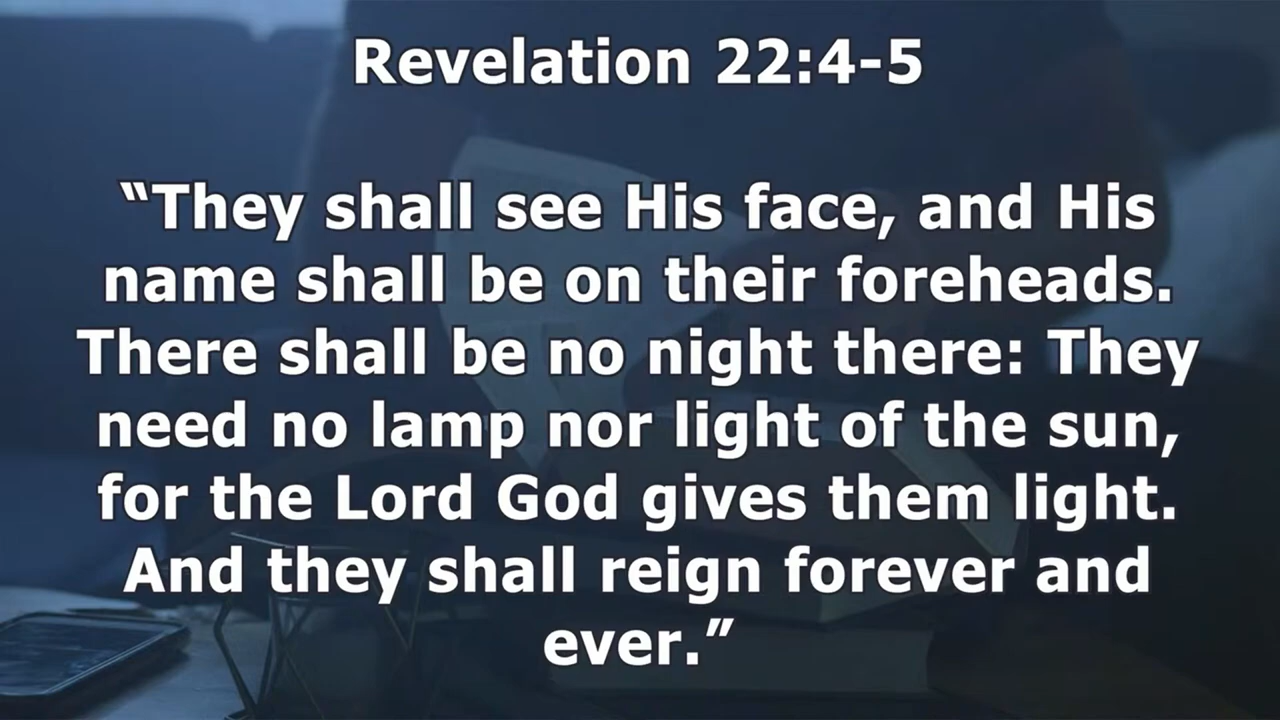 Revelation 22:4-5
“They shall see His face, and His
name shall be on their foreheads.
There shall be no night there: They
need no lamp nor light of the sun,
for the Lord God gives them light.
And they shall reign forever and
ever.”